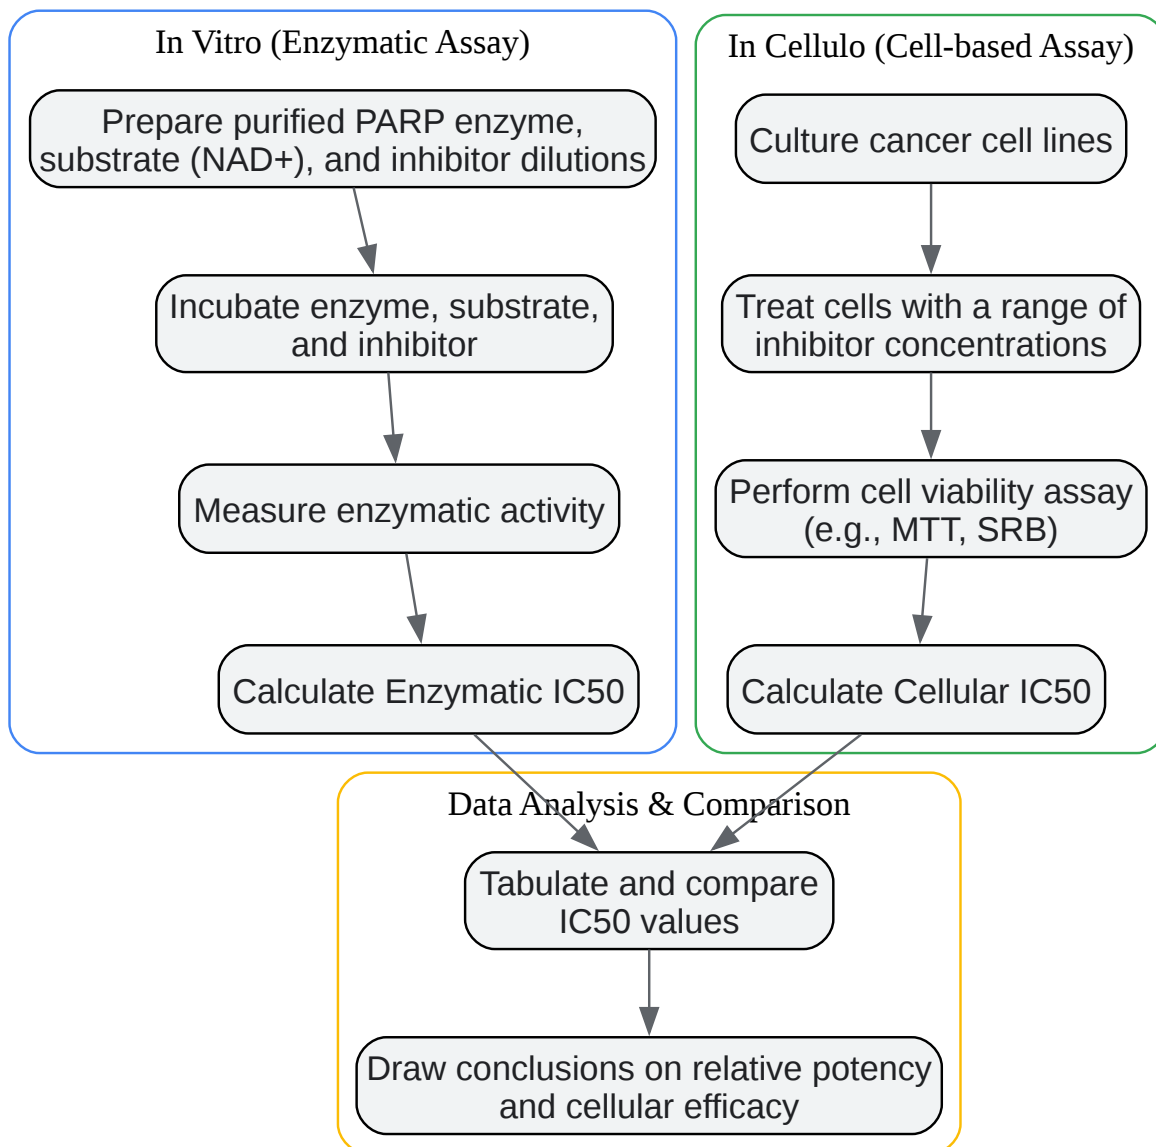 In Vitro (Enzymatic Assay)
Prepare purified PARP enzyme,
substrate (NAD+), and inhibitor dilutions
Incubate enzyme, substrate,
and inhibitor
Measure enzymatic activity
Calculate Enzymatic IC50
In Cellulo (Cell-based Assay)
Culture cancer cell lines
Treat cells with a range of
inhibitor concentrations
Perform cell viability assay
(e.g., MTT, SRB)
Calculate Cellular IC50
Data Analysis & Comparison
Tabulate and compare
IC50 values
Draw conclusions on relative potency
and cellular efficacy